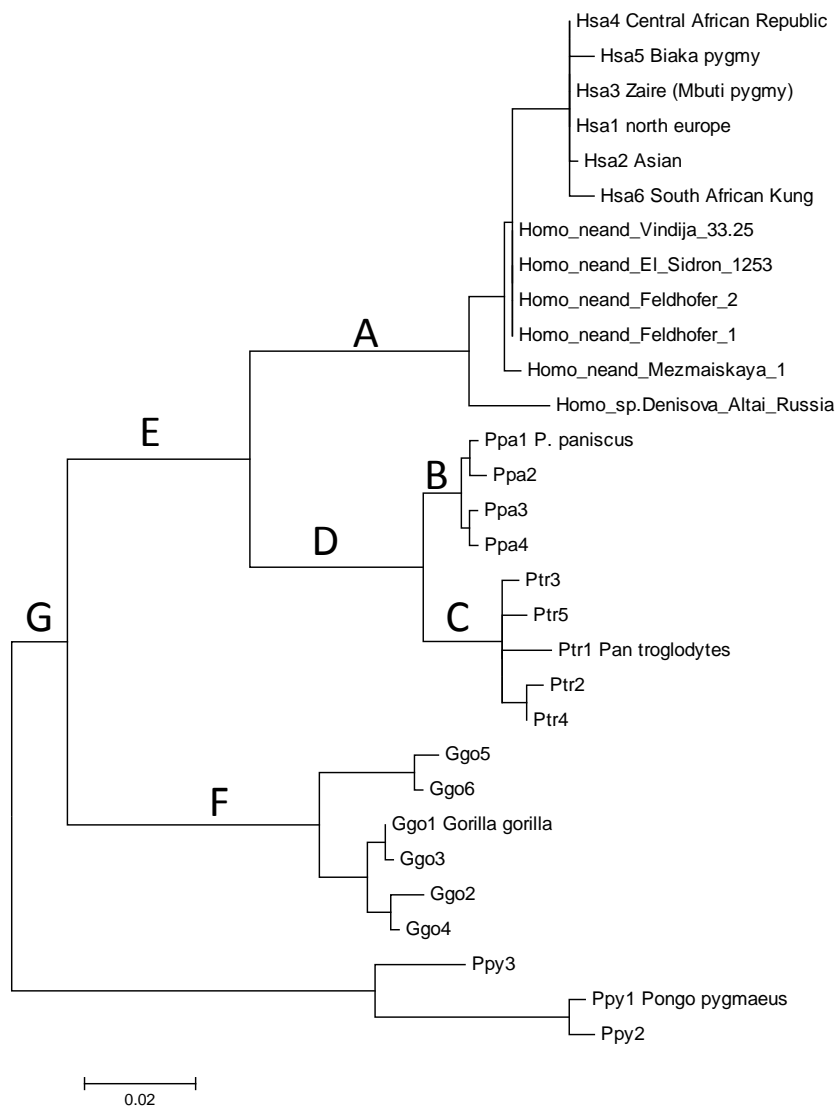 Hsa4 Central African Republic
Hsa5 Biaka pygmy
Hsa3 Zaire (Mbuti pygmy)
Hsa1 north europe
Hsa2 Asian
Hsa6 South African Kung
Homo_neand_Vindija_33.25
Homo_neand_El_Sidron_1253
Homo_neand_Feldhofer_2
Homo_neand_Feldhofer_1
A
Homo_neand_Mezmaiskaya_1
Homo_sp.Denisova_Altai_Russia
E
Ppa1 P. paniscus
B
Ppa2
Ppa3
D
Ppa4
Ptr3
G
C
Ptr5
Ptr1 Pan troglodytes
Ptr2
Ptr4
Ggo5
Ggo6
F
Ggo1 Gorilla gorilla
Ggo3
Ggo2
Ggo4
Ppy3
Ppy1 Pongo pygmaeus
Ppy2
0.02